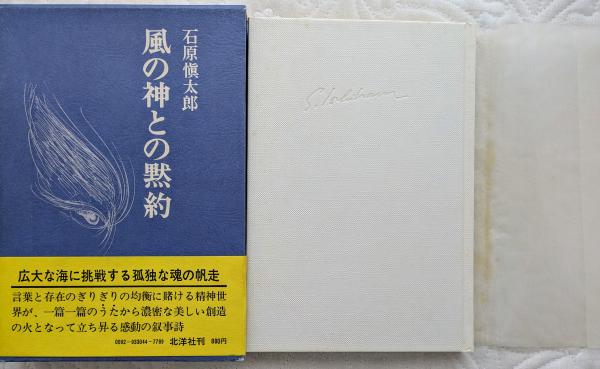 石原愼太郎
風の神との黙約
広大な海に挑戦する孤独な魂の帆走
言葉と存在のぎりぎりの均衡に賭ける精神世
界が、一篇一篇のうたから濃密な美しい創造
の火となって立ち昇る感動の叙事詩
0092-933044-7799 北洋社刊 880円
S. Ishihara